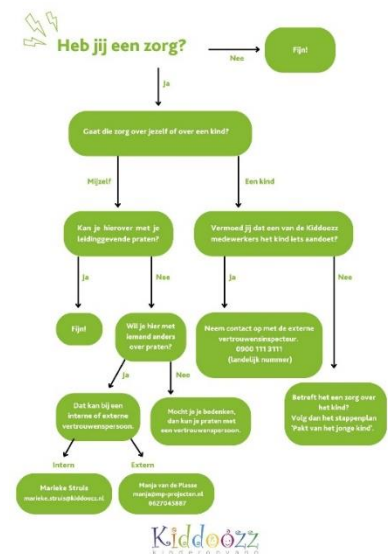 Heb jij een zorg?
Nee
Fijn!
Ja
Gaat die zorg over jezelf of over een kind?
Mijzelf
Een kind
Kan je hierover met je
leidinggevende praten?
Vermoed jij dat een van de Kiddoozz
medewerkers het kind iets aandoet?
Ja
Nee
Ja
Nee
Fijn!
Wil je hier met
iemand anders
over praten?
Neem contact op met de externe
vertrouwensinspecteur.
0900 111 3111
(landelijk nummer)
Ja
Nee
Dat kan bij een
interne of externe
vertrouwenspersoon.
Mocht je je bedenken,
dan kan je praten met
een vertrouwenspersoon.
Betreft het een zorg over
het kind?
Volg dan het stappenplan
'Pakt van het jonge kind'.
Intern
Extern
Marieke Struis
marieke.struis@kiddoozz.nl
Manja van de Plasse
manja@mp-projecten.nl
0627045887
Kiddoozz
kinderopvang